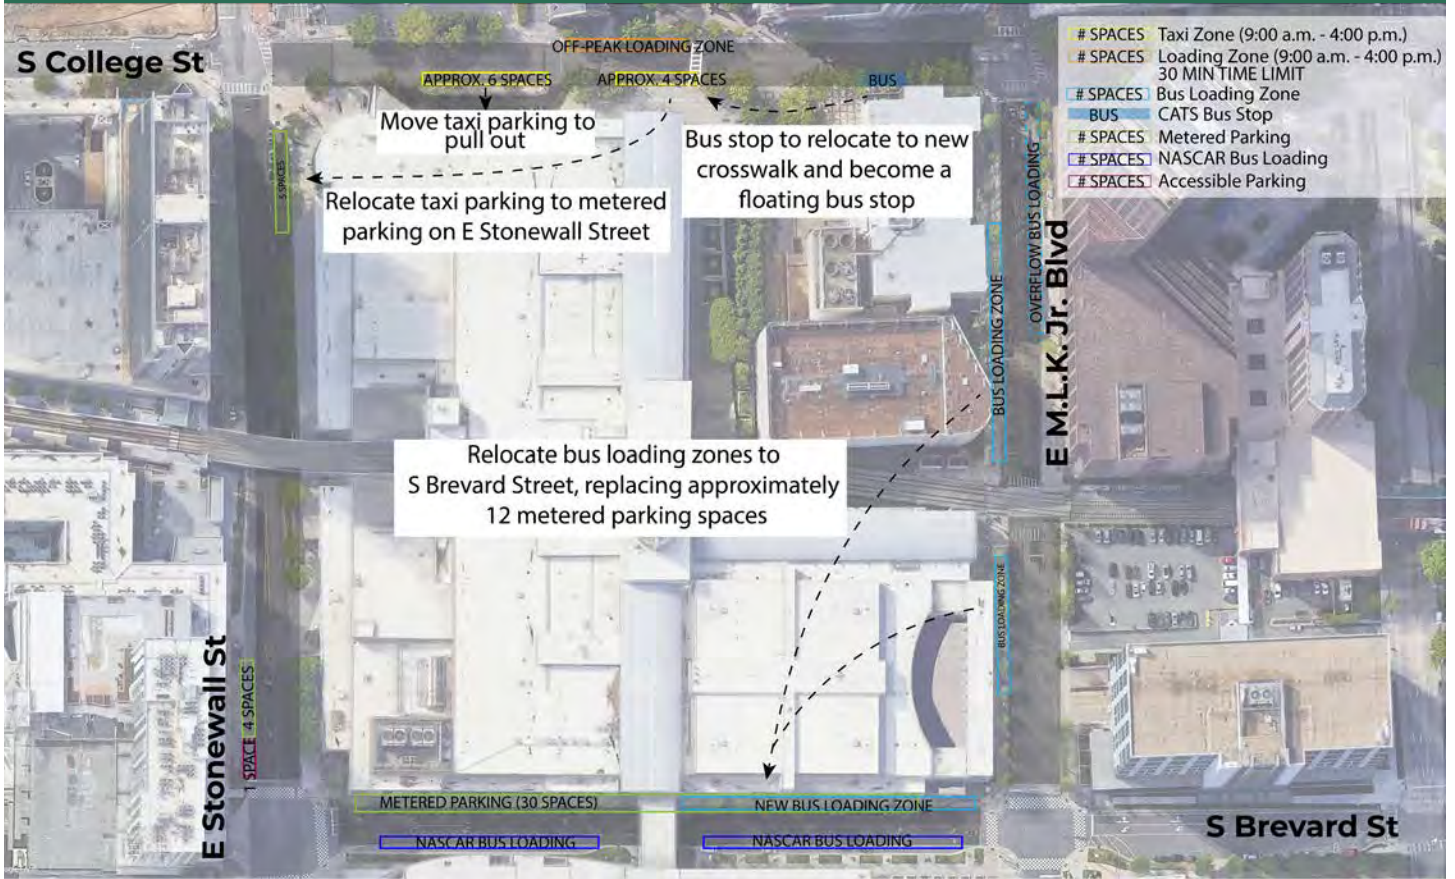 S College St
OFF-PEAK LOADING ZONE
APPROX. 6 SPACES
APPROX. 4 SPACES
BUS
Move taxi parking to
pull out
Bus stop to relocate to new
crosswalk and become a
floating bus stop
5 SPACES
Relocate taxi parking to metered
parking on E Stonewall Street
# SPACES Taxi Zone (9:00 a.m. - 4:00 p.m.)
# SPACES Loading Zone (9:00 a.m. - 4:00 p.m.)
30 MIN TIME LIMIT
# SPACES Bus Loading Zone
BUS CATS Bus Stop
# SPACES Metered Parking
# SPACES NASCAR Bus Loading
# SPACES Accessible Parking
OVERFLOW BUS LOADING
BUS LOADING ZONE
E M.L.K. Jr. Blvd
Relocate bus loading zones to
S Brevard Street, replacing approximately
12 metered parking spaces
BUS LOADING ZONE
E Stonewall St
4 SPACES
1 SPACE
METERED PARKING (30 SPACES)
NEW BUS LOADING ZONE
NASCAR BUS LOADING
NASCAR BUS LOADING
S Brevard St